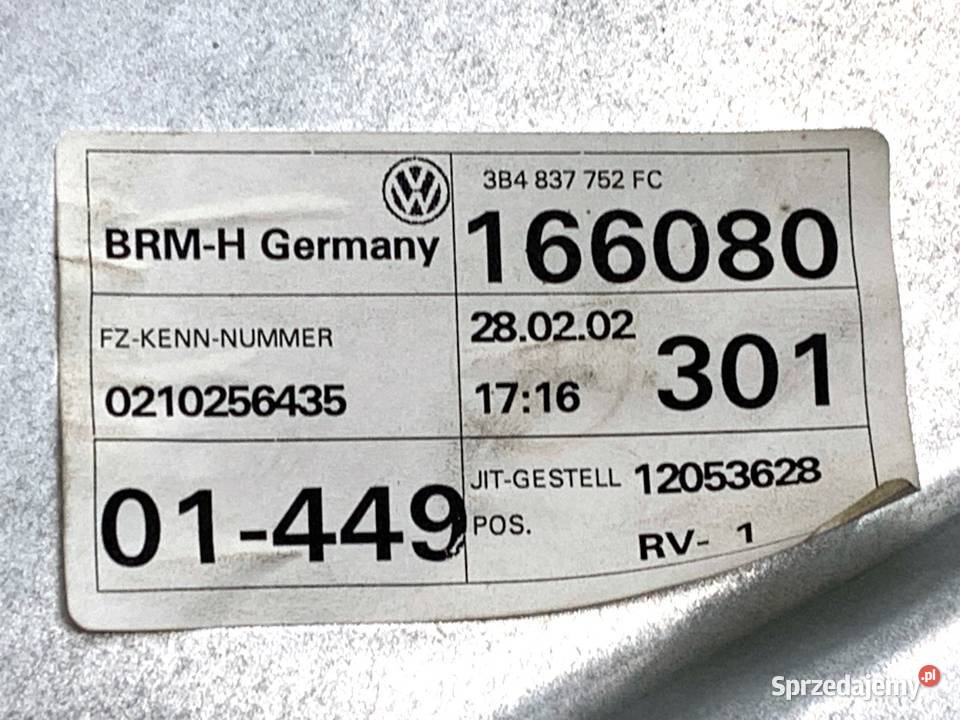 3B4 837 752 FC
BRM-H Germany
166080
FZ-KENN-NUMMER
0210256435
28.02.02
17:16
301
01-449
JIT-GESTELL 12053628
POS.
RV- 1
Sprzedajemy.pl